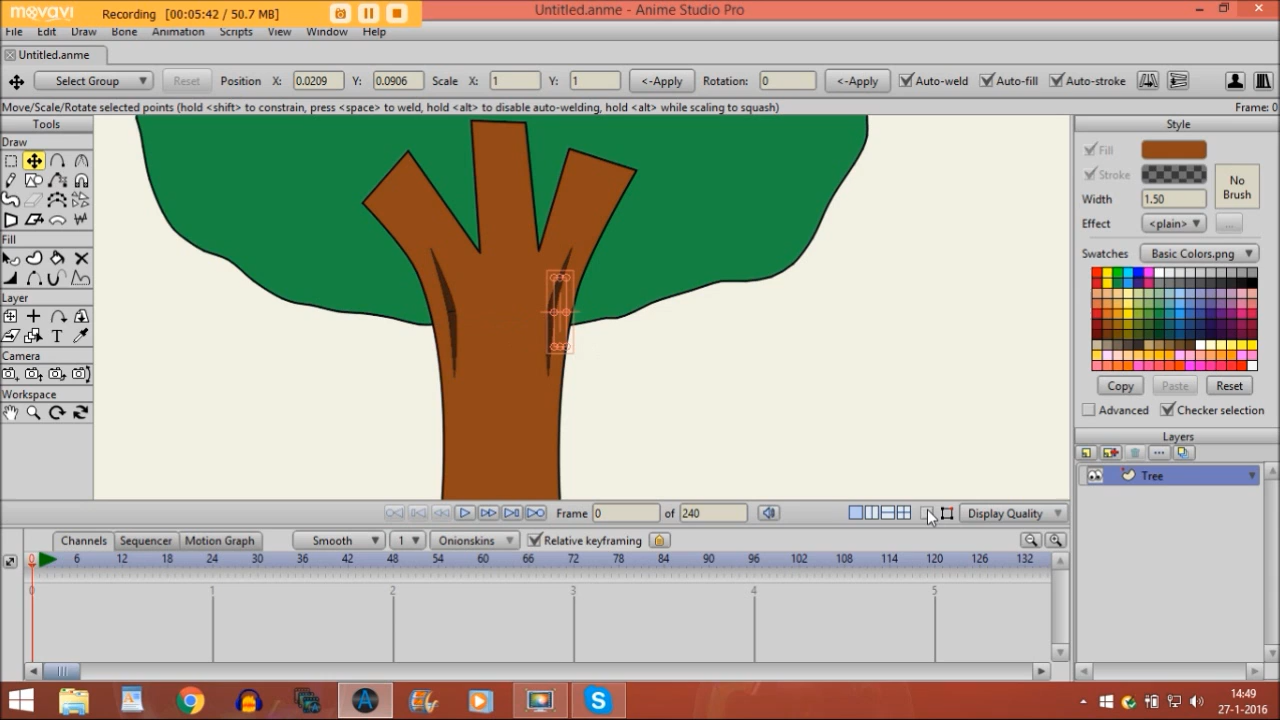 movavi Recording [00:05:42 / 50.7 MB] Untitled.anme - Anime Studio Pro
File Edit Draw Bone Animation Scripts View Window Help
Untitled.anme
Select Group Reset Position X: 0.0209 Y: 0.0906 Scale X: 1 Y: 1 <-Apply Rotation: 0 <-Apply Auto-weld Auto-fill Auto-stroke
Move/Scale/Rotate selected points (hold <shift> to constrain, press <space> to weld, hold <alt> to disable auto-welding, hold <alt> while scaling to squash) Frame: 0
Tools
Draw
Fill
Layer
Camera
Workspace
Style
Fill
Stroke
No Brush
Width 1.50
Effect <plain> ...
Swatches Basic Colors.png
Copy Paste Reset
Advanced Checker selection
Layers
Tree
Frame 0 of 240 Display Quality
Channels Sequencer Motion Graph Smooth 1 Onionskins Relative keyframing
0 6 12 18 24 30 36 42 48 54 60 66 72 78 84 90 96 102 108 114 120 126 132
0 1 2 3 4 5
14:49
27-1-2016